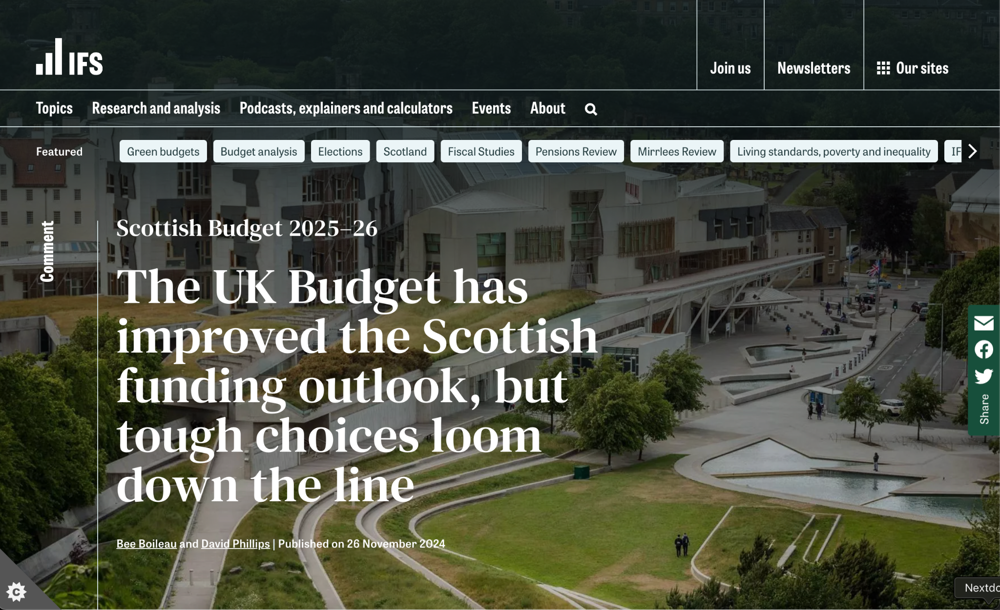 IFS
Join us
Newsletters
Our sites
Topics
Research and analysis
Podcasts, explainers and calculators
Events
About
Featured
Green budgets
Budget analysis
Elections
Scotland
Fiscal Studies
Pensions Review
Mirrlees Review
Living standards, poverty and inequality
IF
Comment
Scottish Budget 2025–26
The UK Budget has
improved the Scottish
funding outlook, but
tough choices loom
down the line
Bee Boileau and David Phillips | Published on 26 November 2024
Share
C
Nextdo